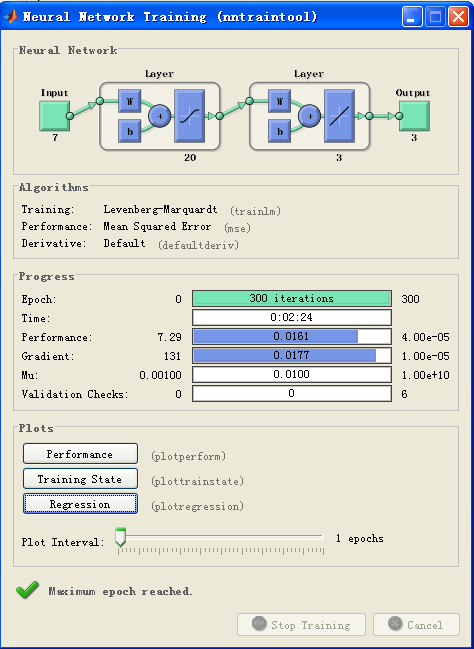 Neural Network Training (nntraintool)
Neural Network
Layer Layer
Input Output
W W
+ +
b b
7 3
20 3
Algorithms
Training: Levenberg-Marquardt (trainlm)
Performance: Mean Squared Error (mse)
Derivative: Default (defaultderiv)
Progress
Epoch: 0 300 iterations 300
Time: 0:02:24
Performance: 7.29 0.0161 4.00e-05
Gradient: 131 0.0177 1.00e-05
Mu: 0.00100 0.0100 1.00e+10
Validation Checks: 0 0 6
Plots
Performance (plotperform)
Training State (plottrainstate)
Regression (plotregression)
Plot Interval: 1 epochs
Maximum epoch reached.
Stop Training Cancel